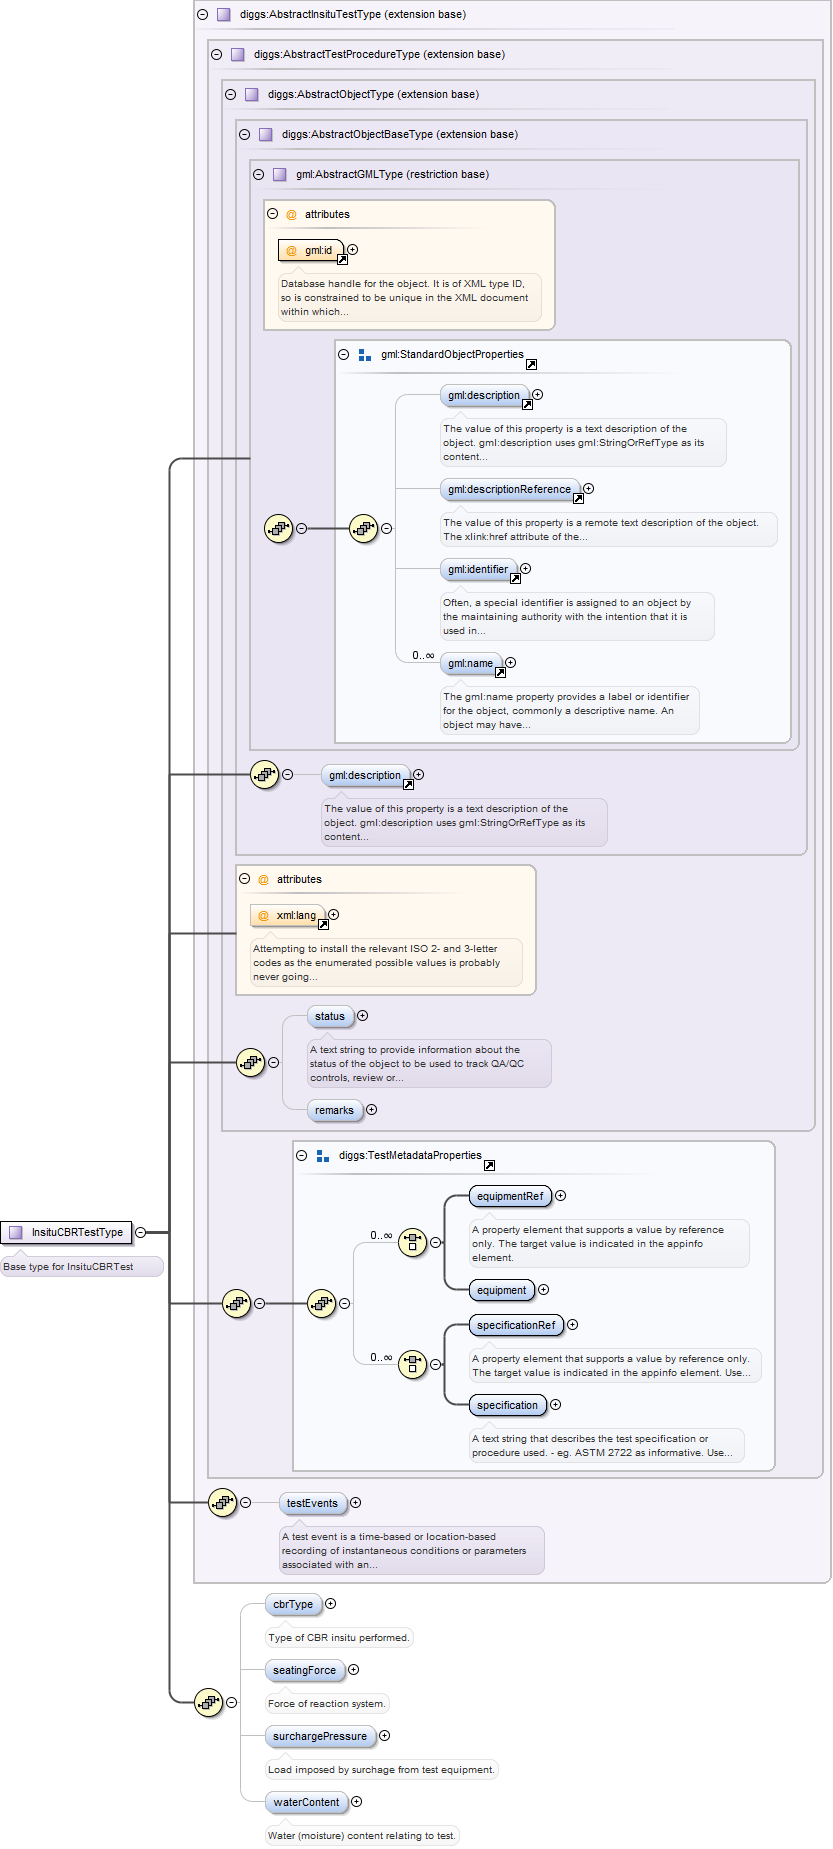 diggs:AbstractInsituTestType (extension base)
diggs:AbstractTestProcedureType (extension base)
diggs:AbstractObjectType (extension base)
diggs:AbstractObjectBaseType (extension base)
gml:AbstractGMLType (restriction base)
@ attributes
@ gml:id
Database handle for the object. It is of XML type ID,
so is constrained to be unique in the XML document
within which...
gml:StandardObjectProperties
gml:description
The value of this property is a text description of the
object. gml:description uses gml:StringOrRefType as its
content...
gml:descriptionReference
The value of this property is a remote text description of the object.
The xlink:href attribute of the...
gml:identifier
Often, a special identifier is assigned to an object by
the maintaining authority with the intention that it is
used in...
0..∞
gml:name
The gml:name property provides a label or identifier
for the object, commonly a descriptive name. An
object may have...
gml:description
The value of this property is a text description of the
object. gml:description uses gml:StringOrRefType as its
content...
@ attributes
@ xml:lang
Attempting to install the relevant ISO 2- and 3-letter
codes as the enumerated possible values is probably
never going...
status
A text string to provide information about the
status of the object to be used to track QA/QC
controls, review or...
remarks
diggs:TestMetadataProperties
equipmentRef
0..∞
A property element that supports a value by reference
only. The target value is indicated in the appinfo
element.
InsituCBRTestType
Base type for InsituCBRTest
equipment
specificationRef
0..∞
A property element that supports a value by reference only.
The target value is indicated in the appinfo element. Use...
specification
A text string that describes the test specification or
procedure used. - eg. ASTM 2722 as informative. Use...
testEvents
A test event is a time-based or location-based
recording of instantaneous conditions or parameters
associated with an...
cbrType
Type of CBR insitu performed.
seatingForce
Force of reaction system.
surchargePressure
Load imposed by surchage from test equipment.
waterContent
Water (moisture) content relating to test.